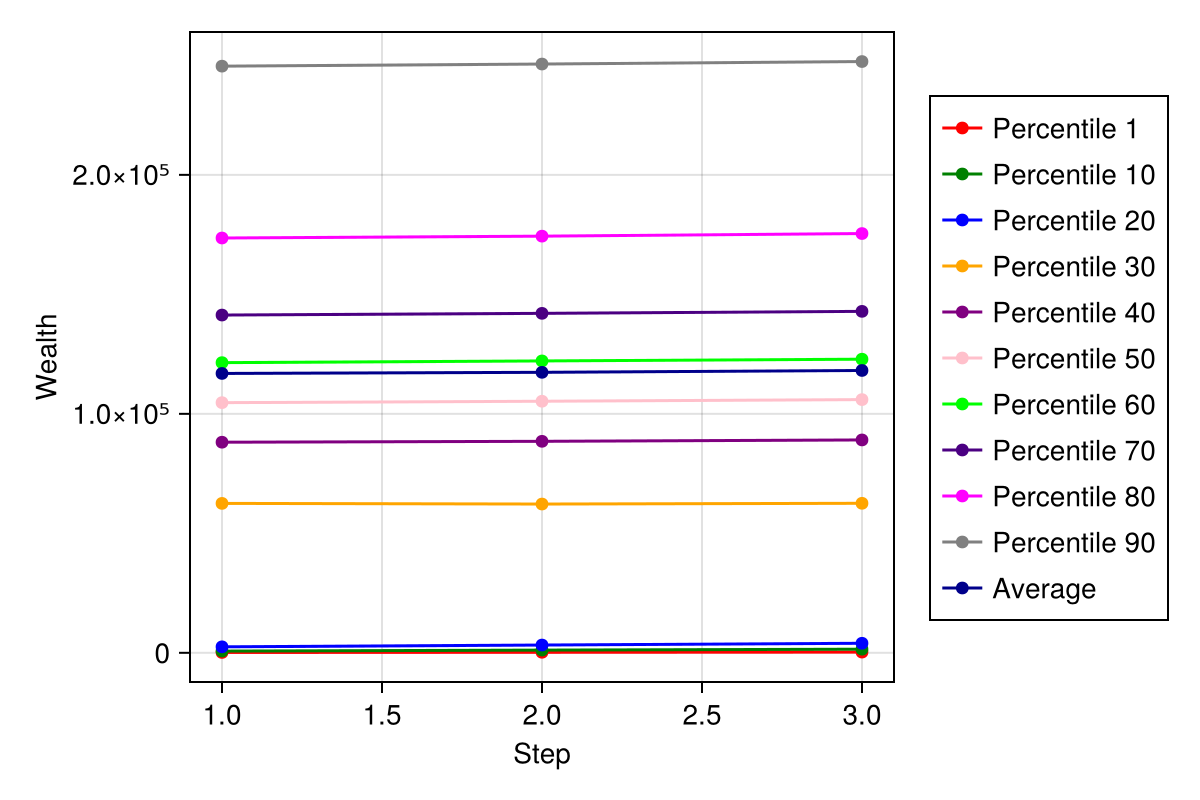 2.0×10⁵
1.0×10⁵
0
Wealth
1.0 1.5 2.0 2.5 3.0
Step
Percentile 1
Percentile 10
Percentile 20
Percentile 30
Percentile 40
Percentile 50
Percentile 60
Percentile 70
Percentile 80
Percentile 90
Average